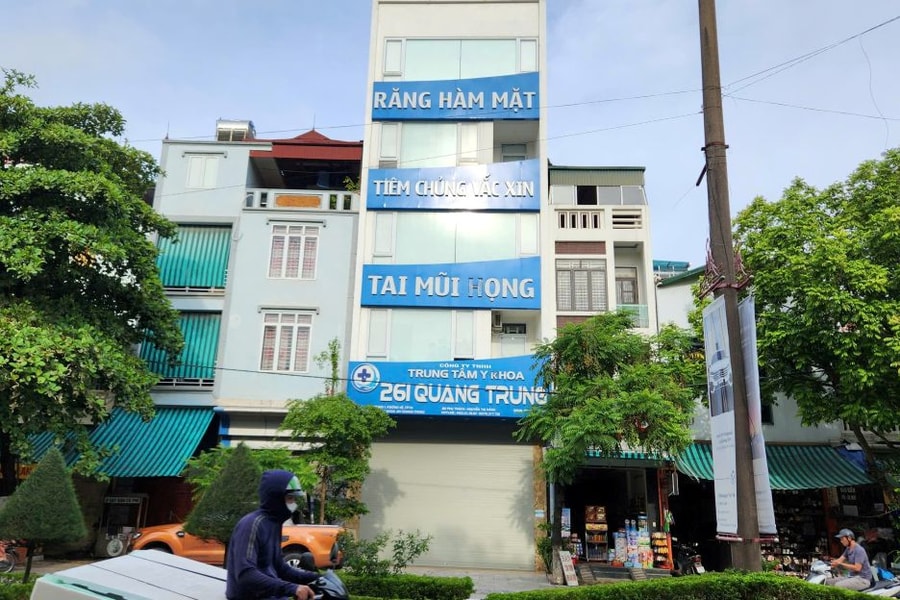 RĂNG HÀM MẶT
TIÊM CHỦNG VẮC XIN
TAI MŨI HỌNG
CÔNG TY TNHH
TRUNG TÂM Y KHOA
261 QUANG TRUNG